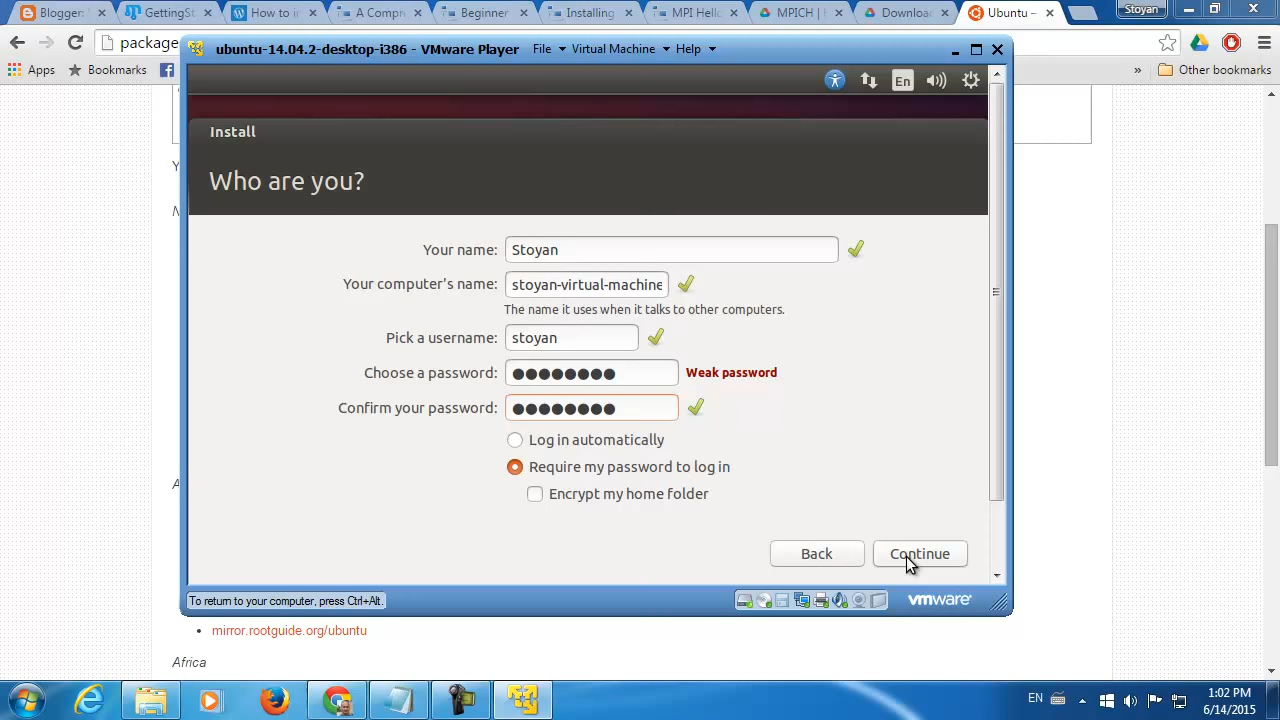 Blogger:
GettingSt
How to in
A Compr
Beginner
Installing
MPI Hello
MPICH |
Downloa
Ubuntu –
Stoyan
package
Apps
Bookmarks
»
Other bookmarks
ubuntu-14.04.2-desktop-i386 - VMware Player
File
Virtual Machine
Help
En
Install
Who are you?
Your name:
Stoyan
Your computer's name:
stoyan-virtual-machine
The name it uses when it talks to other computers.
Pick a username:
stoyan
Choose a password:
●●●●●●●●
Weak password
Confirm your password:
●●●●●●●●
Log in automatically
Require my password to log in
Encrypt my home folder
Back
Continue
To return to your computer, press Ctrl+Alt.
vmware
• mirror.rootguide.org/ubuntu
Africa
EN
1:02 PM
6/14/2015